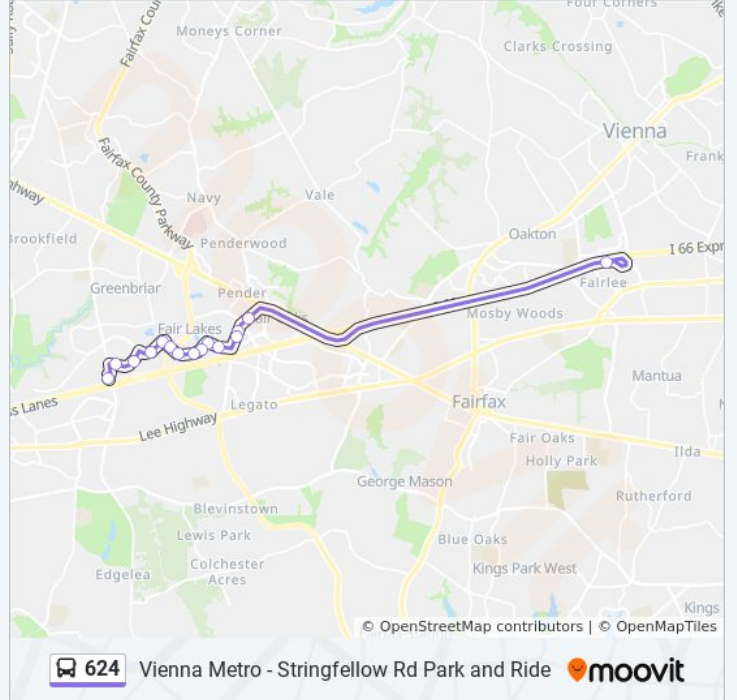 Four Corners
Moneys Corner
Clarks Crossing
Fairfax Cou
Vienna
Frank
Fairfax County Parkway
hway
Navy
Vale
Brookfield
Penderwood
Oakton
I 66 Expr
Greenbriar
Pender
Fairlee
Mosby Woods
Fair Lakes
Mantua
ss Lanes
Legato
Fairfax
Lee Highway
Fair Oaks
Ilda
Holly Park
George Mason
Rutherford
Blevinstown
Lewis Park
Blue Oaks
Colchester
Acres
Edgelea
Kings Park West
Kings
© OpenStreetMap contributors | © OpenMapTiles
624 Vienna Metro - Stringfellow Rd Park and Ride moovit